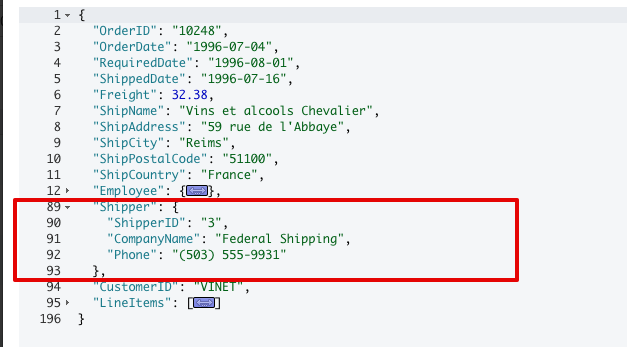 1 {
2 "OrderID": "10248",
3 "OrderDate": "1996-07-04",
4 "RequiredDate": "1996-08-01",
5 "ShippedDate": "1996-07-16",
6 "Freight": 32.38,
7 "ShipName": "Vins et alcools Chevalier",
8 "ShipAddress": "59 rue de l'Abbaye",
9 "ShipCity": "Reims",
10 "ShipPostalCode": "51100",
11 "ShipCountry": "France",
12 "Employee": {↔},
89 "Shipper": {
90 "ShipperID": "3",
91 "CompanyName": "Federal Shipping",
92 "Phone": "(503) 555-9931"
93 },
94 "CustomerID": "VINET",
95 "LineItems": [↔]
196 }